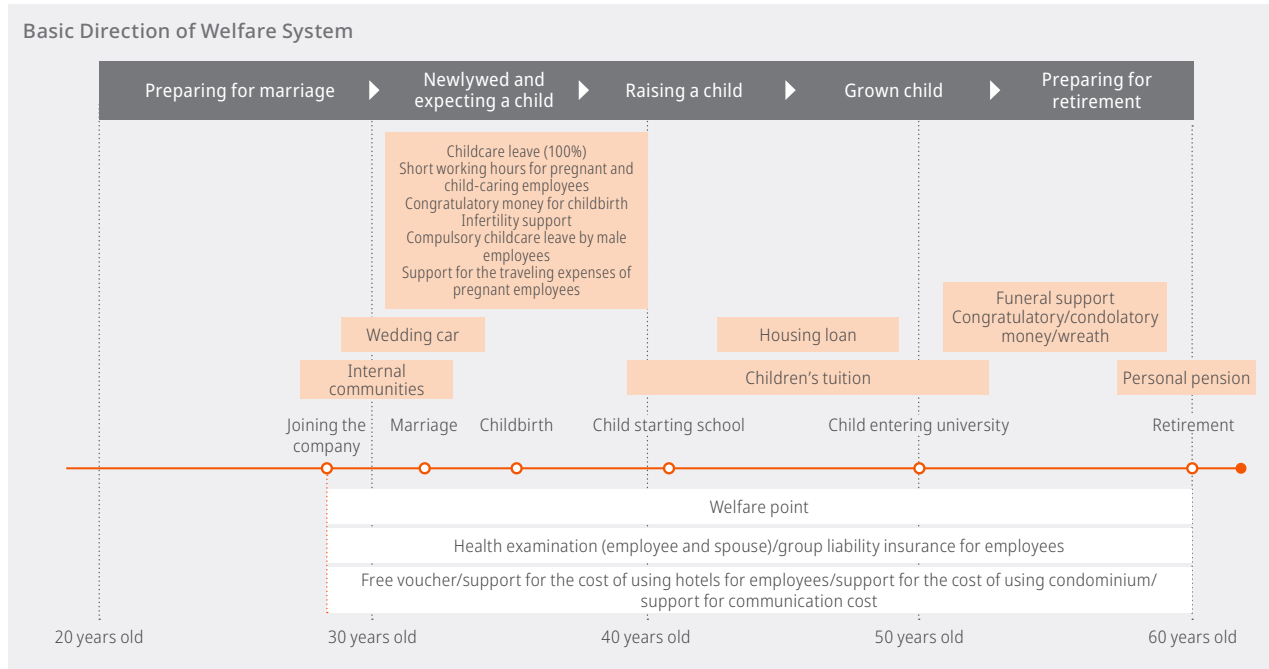 Basic Direction of Welfare System
Preparing for marriage
Newlywed and
expecting a child
Raising a child
Grown child
Preparing for
retirement
Childcare leave (100%)
Short working hours for pregnant and
child-caring employees
Congratulatory money for childbirth
Infertility support
Compulsory childcare leave by male
employees
Support for the traveling expenses of
pregnant employees
Wedding car
Internal
communities
Housing loan
Children’s tuition
Funeral support
Congratulatory/condolatory
money/wreath
Personal pension
Joining the
company
Marriage
Childbirth
Child starting school
Child entering university
Retirement
Welfare point
Health examination (employee and spouse)/group liability insurance for employees
Free voucher/support for the cost of using hotels for employees/support for the cost of using condominium/
support for communication cost
20 years old
30 years old
40 years old
50 years old
60 years old